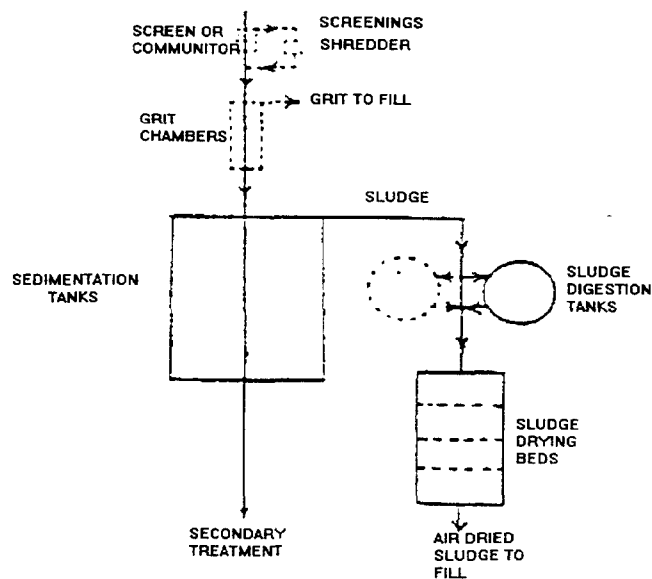 SCREEN OR
COMMUNITOR
SCREENINGS
SHREDDER
GRIT TO FILL
GRIT
CHAMBERS
SLUDGE
SEDIMENTATION
TANKS
SLUDGE
DIGESTION
TANKS
SLUDGE
DRYING
BEDS
SECONDARY
TREATMENT
AIR DRIED
SLUDGE TO
FILL